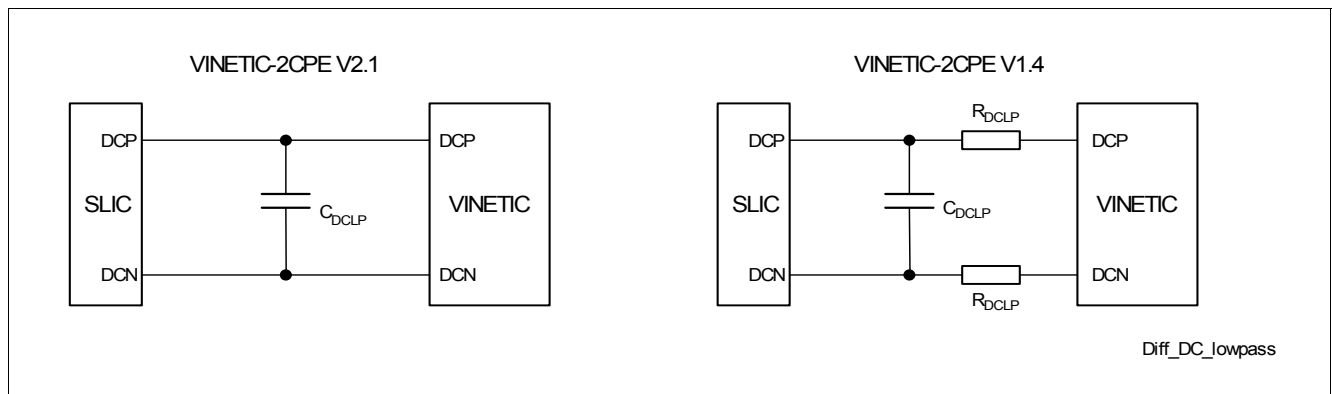 VINETIC-2CPE V2.1
DCP
DCP
SLIC
VINETIC
CDCLP
DCN
DCN
VINETIC-2CPE V1.4
RDCLP
DCP
DCP
SLIC
CDCLP
VINETIC
DCN
DCN
RDCLP
Diff_DC_lowpass